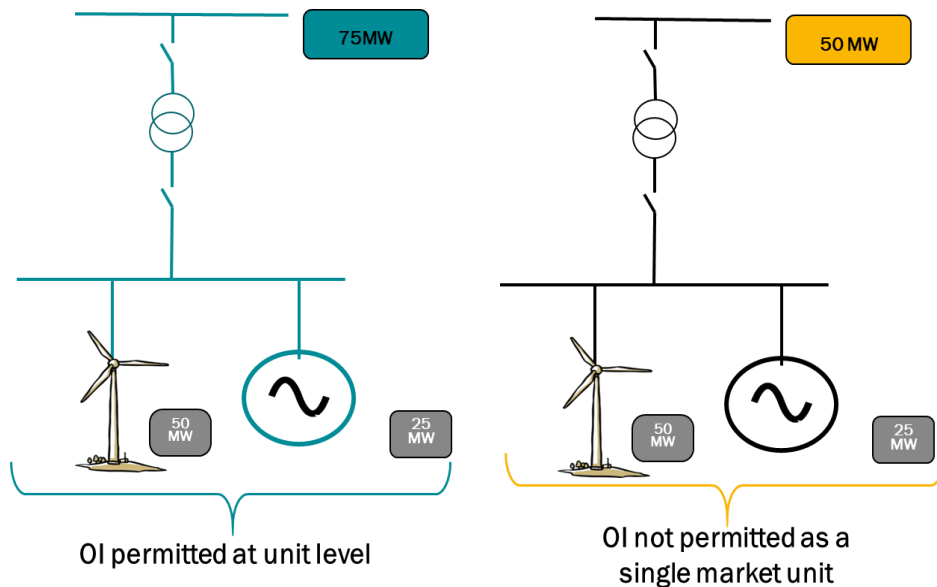 75MW
50 MW
50
MW
25
MW
50
MW
25
MW
OI permitted at unit level
OI not permitted as a
single market unit